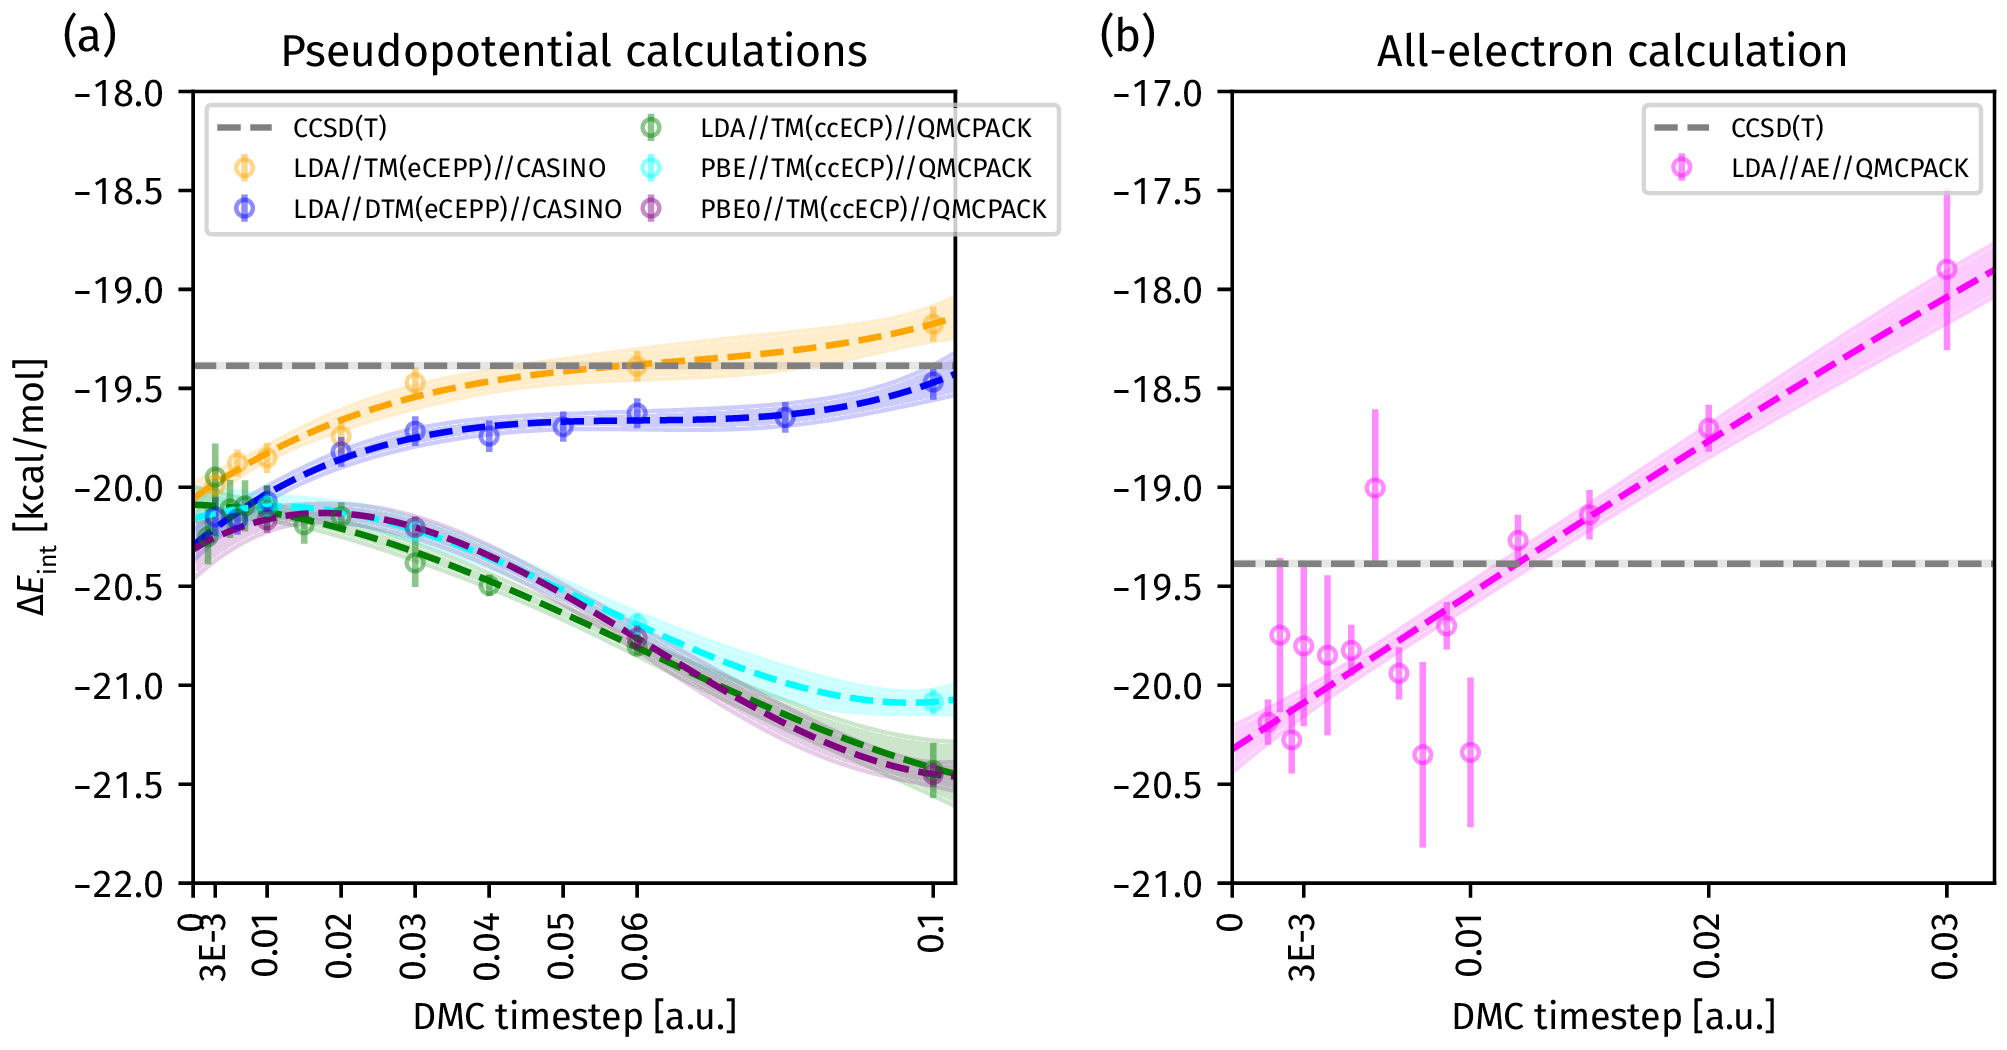 (a)
Pseudopotential calculations
−18.0
−18.5
−19.0
−19.5
−20.0
−20.5
−21.0
−21.5
−22.0
ΔE_int [kcal/mol]
CCSD(T)
LDA//TM(eCEPP)//CASINO
LDA//DTM(eCEPP)//CASINO
LDA//TM(ccECP)//QMCPACK
PBE//TM(ccECP)//QMCPACK
PBE0//TM(ccECP)//QMCPACK
0
3E-3
0.01
0.02
0.03
0.04
0.05
0.06
0.1
DMC timestep [a.u.]
(b)
All-electron calculation
−17.0
−17.5
−18.0
−18.5
−19.0
−19.5
−20.0
−20.5
−21.0
CCSD(T)
LDA//AE//QMCPACK
0
3E-3
0.01
0.02
0.03
DMC timestep [a.u.]